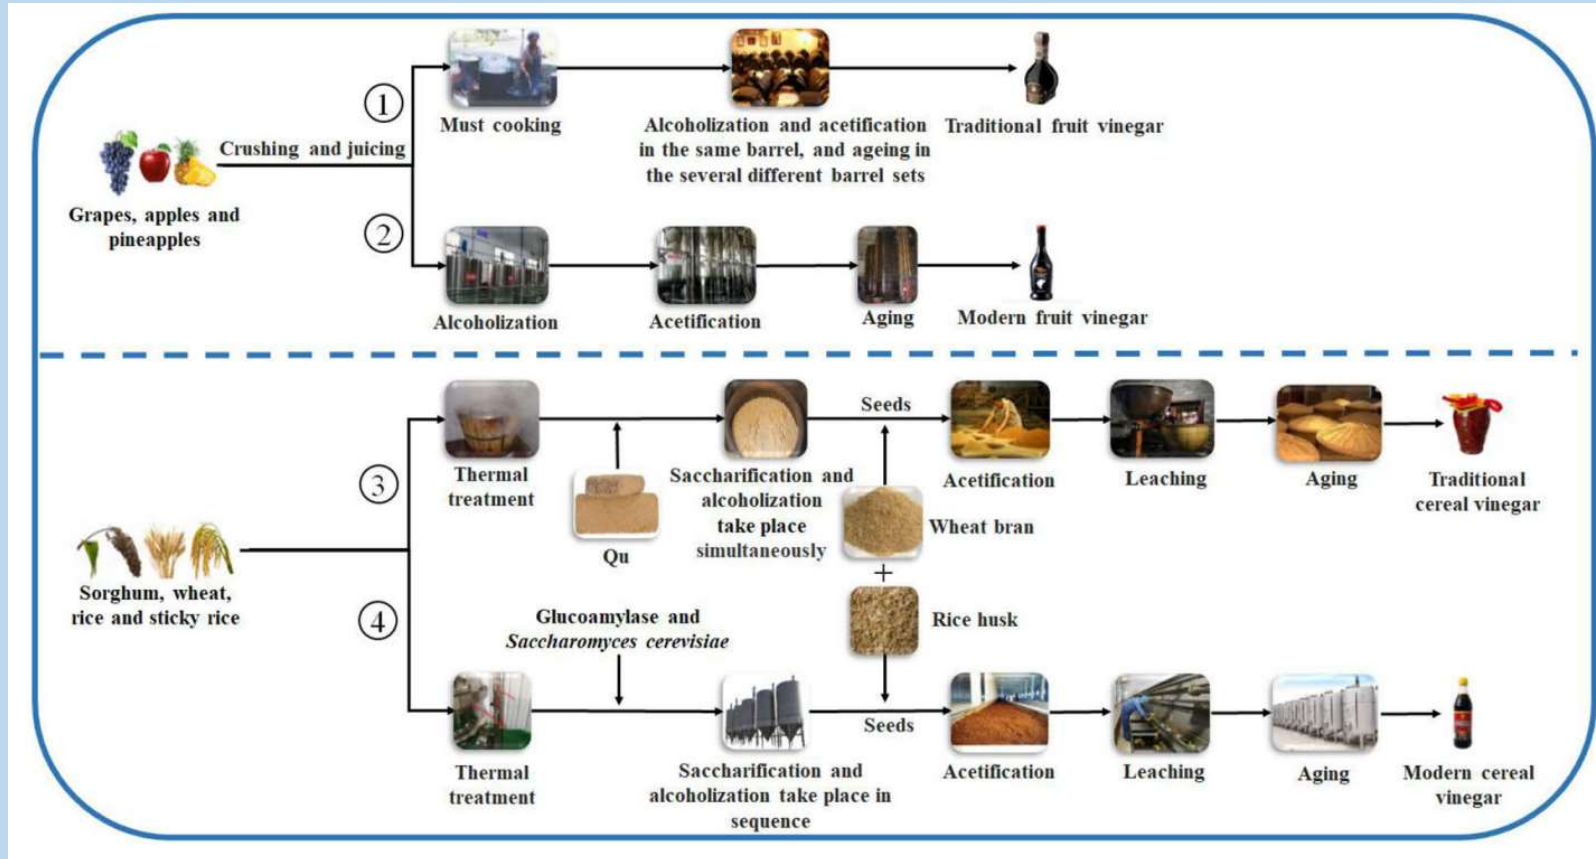 ①
Must cooking
Alcoholization and acetification
in the same barrel, and ageing in
the several different barrel sets
Traditional fruit vinegar
Crushing and juicing
Grapes, apples and
pineapples
②
Alcoholization
Acetification
Aging
Modern fruit vinegar
③
Thermal
treatment
Qu
Saccharification and
alcoholization
take place
simultaneously
Seeds
Wheat bran
+
Rice husk
Acetification
Leaching
Aging
Traditional
cereal vinegar
Sorghum, wheat,
rice and sticky rice
④
Glucoamylase and
Saccharomyces cerevisiae
Thermal
treatment
Saccharification and
alcoholization take place in
sequence
Seeds
Acetification
Leaching
Aging
Modern cereal
vinegar